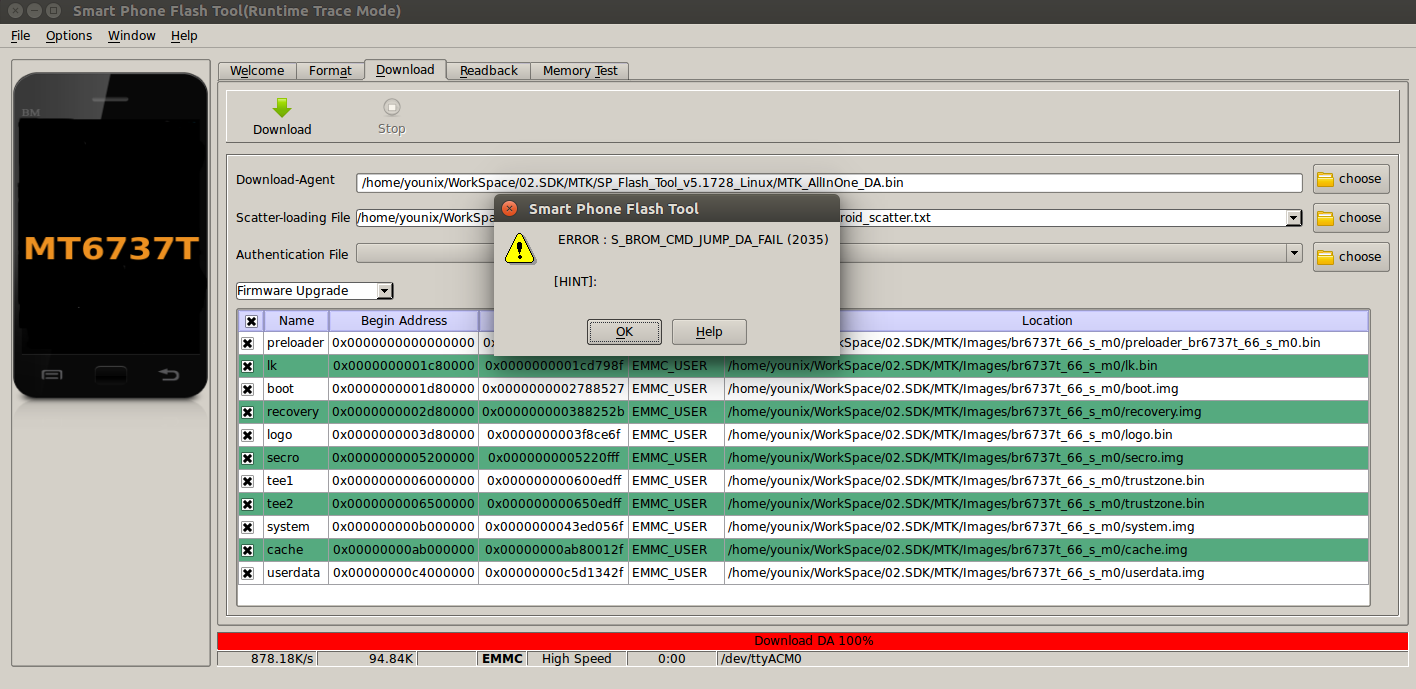 Smart Phone Flash Tool(Runtime Trace Mode)
File Options Window Help
Welcome Format Download Readback Memory Test
BM
MT6737T
Download Stop
Download-Agent /home/younix/WorkSpace/02.SDK/MTK/SP_Flash_Tool_v5.1728_Linux/MTK_AllInOne_DA.bin choose
Smart Phone Flash Tool
Scatter-loading File /home/younix/WorkSp roid_scatter.txt choose
ERROR : S_BROM_CMD_JUMP_DA_FAIL (2035)
Authentication File choose
[HINT]:
Firmware Upgrade
OK Help
Name Begin Address Location
preloader 0x0000000000000000 0x /home/younix/WorkSpace/02.SDK/MTK/Images/br6737t_66_s_m0/preloader_br6737t_66_s_m0.bin
lk 0x0000000001c80000 0x0000000001cd798f EMMC_USER /home/younix/WorkSpace/02.SDK/MTK/Images/br6737t_66_s_m0/lk.bin
boot 0x0000000001d80000 0x0000000002788527 EMMC_USER /home/younix/WorkSpace/02.SDK/MTK/Images/br6737t_66_s_m0/boot.img
recovery 0x0000000002d80000 0x000000000388252b EMMC_USER /home/younix/WorkSpace/02.SDK/MTK/Images/br6737t_66_s_m0/recovery.img
logo 0x0000000003d80000 0x0000000003f8ce6f EMMC_USER /home/younix/WorkSpace/02.SDK/MTK/Images/br6737t_66_s_m0/logo.bin
secro 0x0000000005200000 0x0000000005220fff EMMC_USER /home/younix/WorkSpace/02.SDK/MTK/Images/br6737t_66_s_m0/secro.img
tee1 0x0000000006000000 0x000000000600edff EMMC_USER /home/younix/WorkSpace/02.SDK/MTK/Images/br6737t_66_s_m0/trustzone.bin
tee2 0x0000000006500000 0x000000000650edff EMMC_USER /home/younix/WorkSpace/02.SDK/MTK/Images/br6737t_66_s_m0/trustzone.bin
system 0x000000000b000000 0x0000000043ed056f EMMC_USER /home/younix/WorkSpace/02.SDK/MTK/Images/br6737t_66_s_m0/system.img
cache 0x00000000ab000000 0x00000000ab80012f EMMC_USER /home/younix/WorkSpace/02.SDK/MTK/Images/br6737t_66_s_m0/cache.img
userdata 0x00000000c4000000 0x00000000c5d1342f EMMC_USER /home/younix/WorkSpace/02.SDK/MTK/Images/br6737t_66_s_m0/userdata.img
Download DA 100%
878.18K/s 94.84K EMMC High Speed 0:00 /dev/ttyACM0